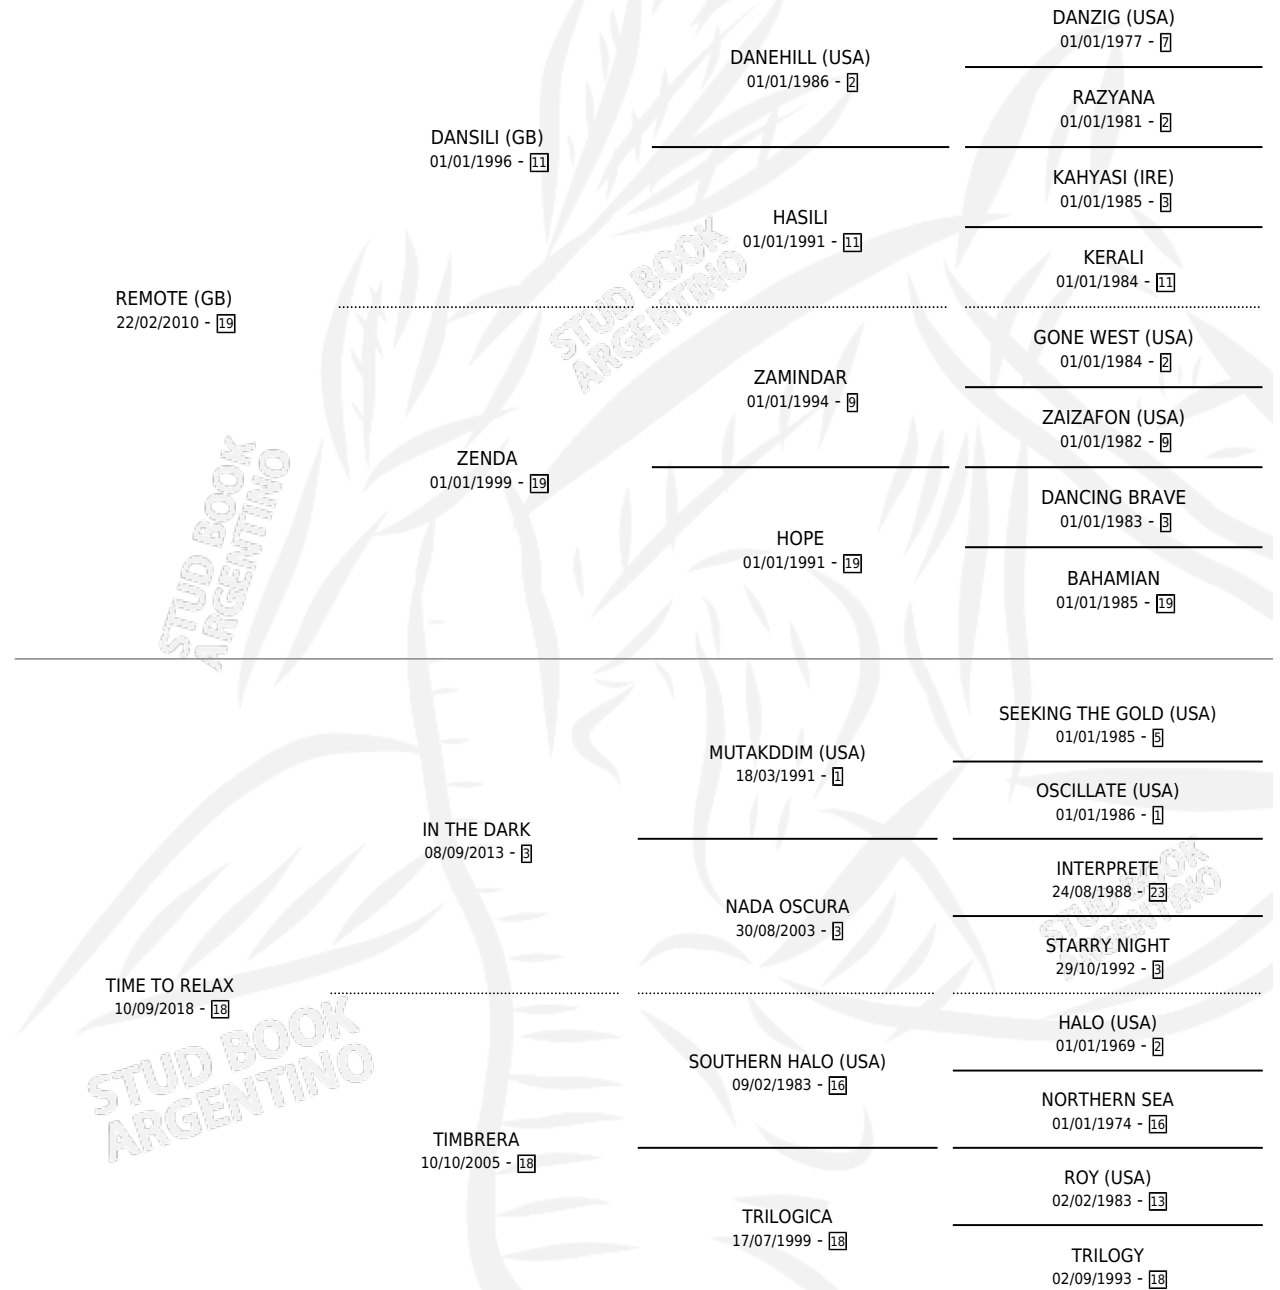 DANZIG (USA)
01/01/1977 - 7
DANEHILL (USA)
01/01/1986 - 2
RAZYANA
01/01/1981 - 2
DANSILI (GB)
01/01/1996 - 11
KAHYASI (IRE)
01/01/1985 - 3
HASILI
01/01/1991 - 11
KERALI
01/01/1984 - 11
REMOTE (GB)
22/02/2010 - 19
GONE WEST (USA)
01/01/1984 - 2
ZAMINDAR
01/01/1994 - 9
ZAIZAFON (USA)
01/01/1982 - 9
ZENDA
01/01/1999 - 19
DANCING BRAVE
01/01/1983 - 3
HOPE
01/01/1991 - 19
BAHAMIAN
01/01/1985 - 19
SEEKING THE GOLD (USA)
01/01/1985 - 5
MUTAKDDIM (USA)
18/03/1991 - 1
OSCILLATE (USA)
01/01/1986 - 1
IN THE DARK
08/09/2013 - 3
INTERPRETE
24/08/1988 - 23
NADA OSCURA
30/08/2003 - 3
STARRY NIGHT
29/10/1992 - 3
TIME TO RELAX
10/09/2018 - 18
HALO (USA)
01/01/1969 - 2
SOUTHERN HALO (USA)
09/02/1983 - 16
NORTHERN SEA
01/01/1974 - 16
TIMBRERA
10/10/2005 - 18
ROY (USA)
02/02/1983 - 13
TRILOGICA
17/07/1999 - 18
TRILOGY
02/09/1993 - 18
STUD BOOK
ARGENTINO
STUD BOOK
ARGENTINO
STUD BOOK
ARGENTINO
STUD BOOK
ARGENTINO